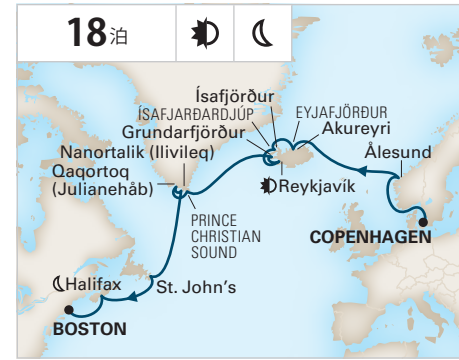 18泊
Ísafjörður
ÍSAFJARÐARDJÚP
EYJAFJÖRÐUR
Grundarfjörður
Akureyri
Nanortalik (Ilivileq)
Ålesund
Qaqortoq
(Julianehåb)
Reykjavík
PRINCE
CHRISTIAN
SOUND
COPENHAGEN
Halifax
St. John's
BOSTON